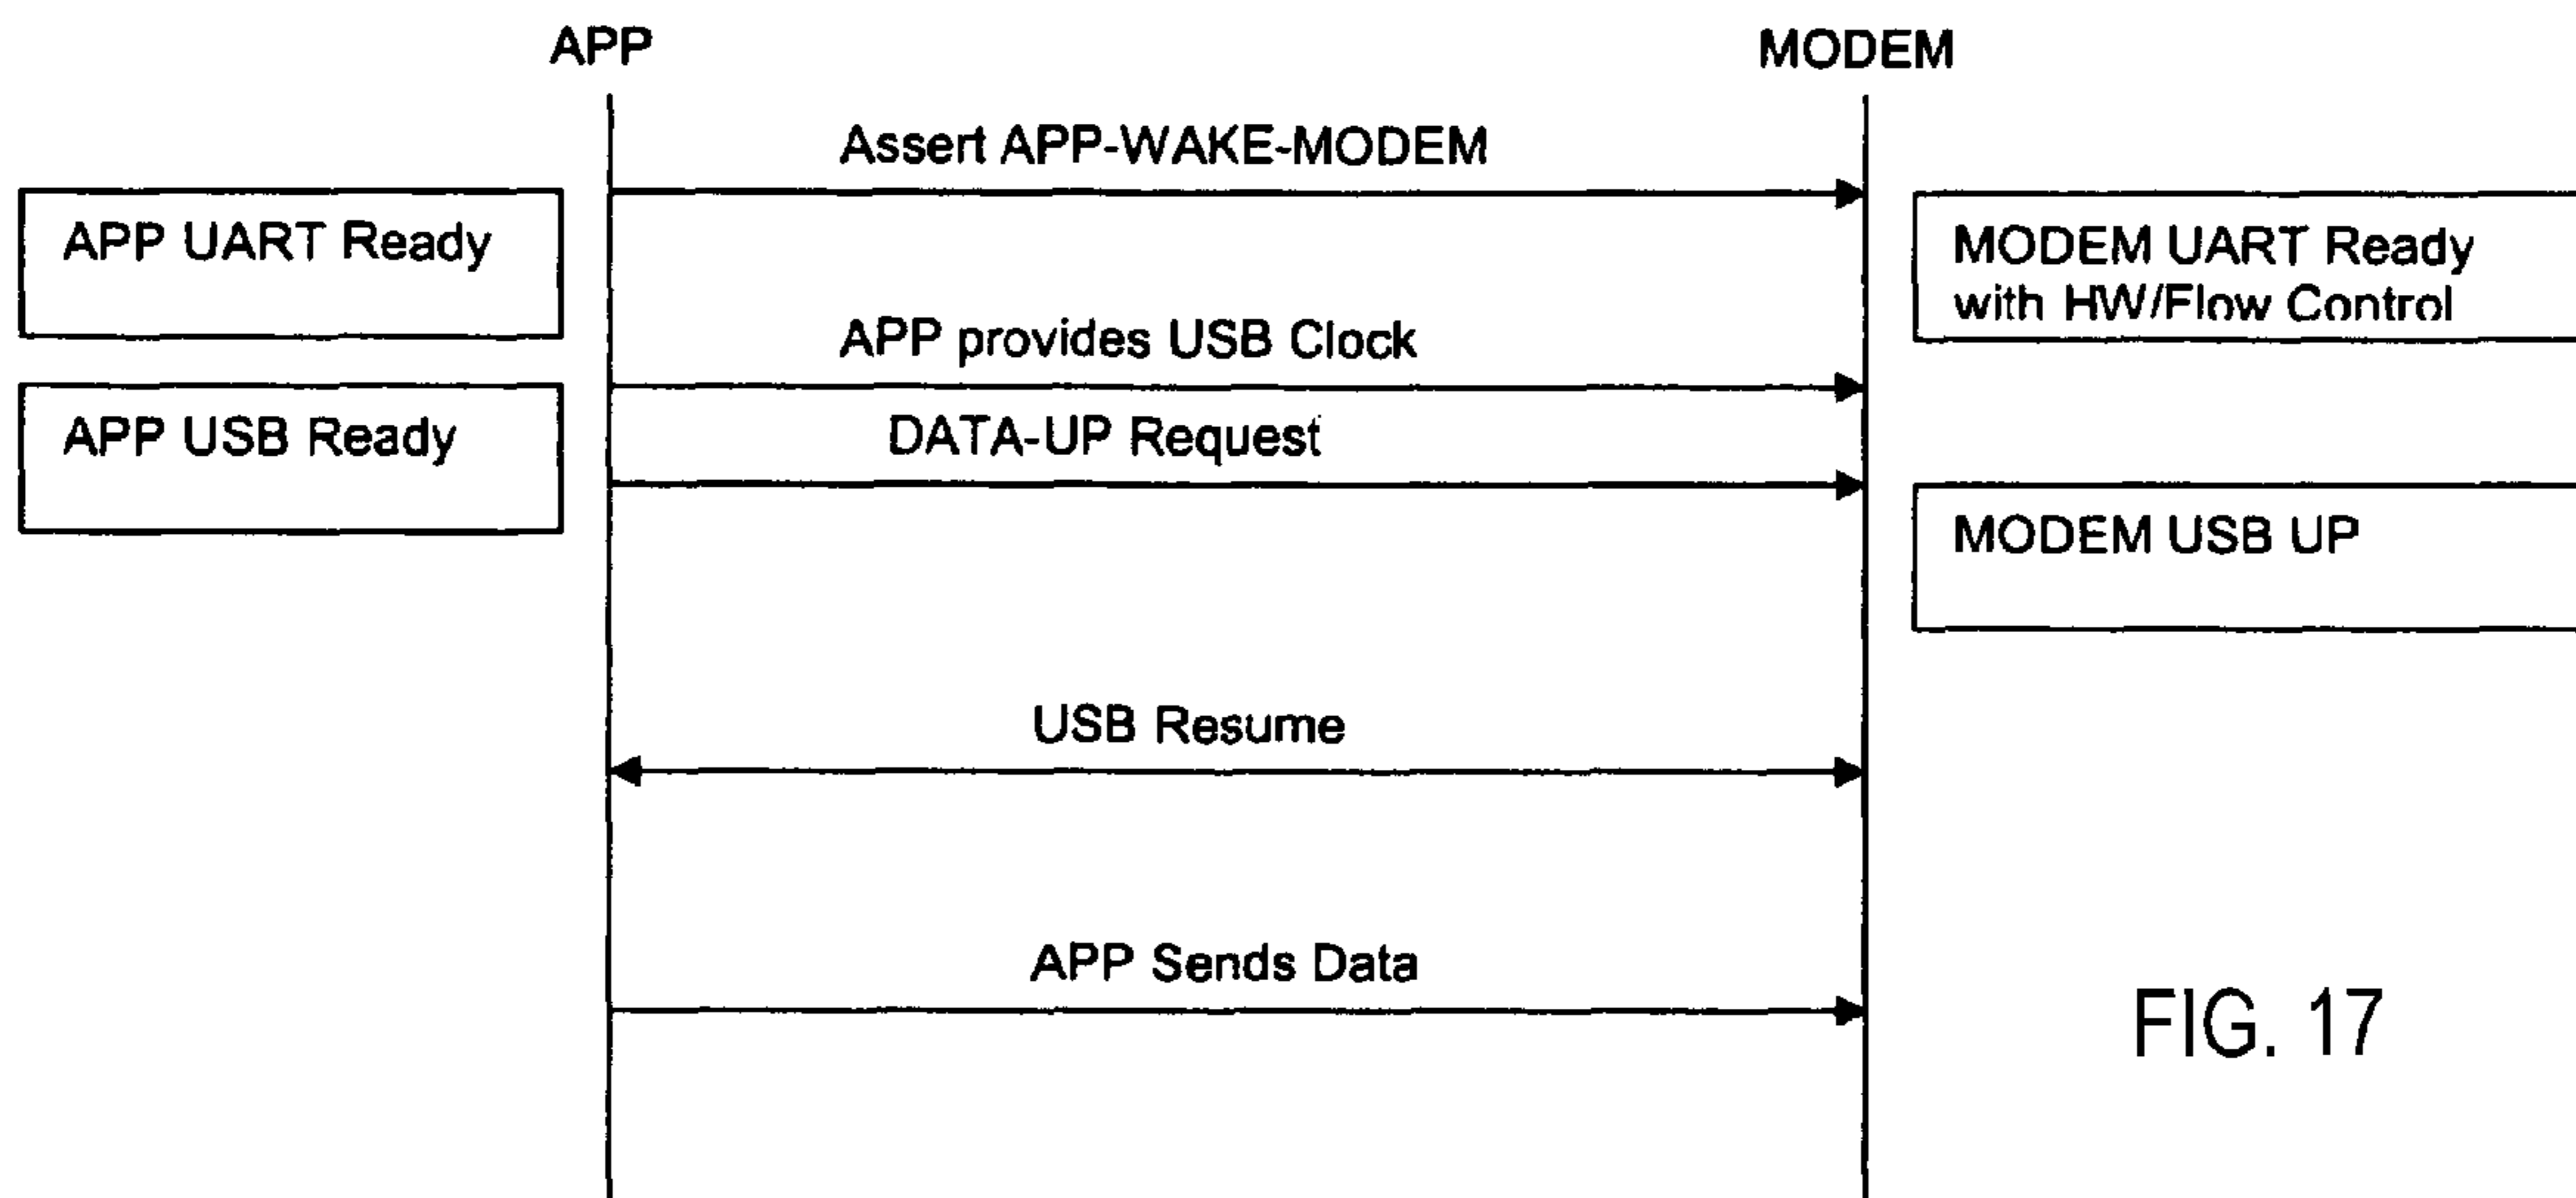 APP
MODEM
Assert APP-WAKE-MODEM
APP UART Ready
MODEM UART Ready
with HW/Flow Control
APP provides USB Clock
APP USB Ready
DATA-UP Request
MODEM USB UP
USB Resume
APP Sends Data
FIG. 17